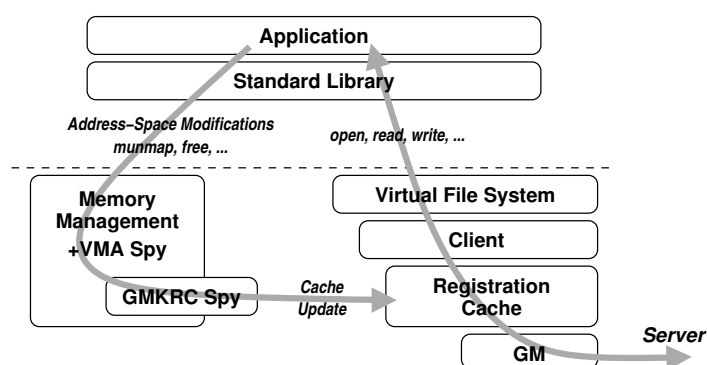 Application
Standard Library
Address–Space Modifications
munmap, free, ...
open, read, write, ...
Memory
Management
+VMA Spy
GMKRC Spy
Cache
Update
Virtual File System
Client
Registration
Cache
GM
Server